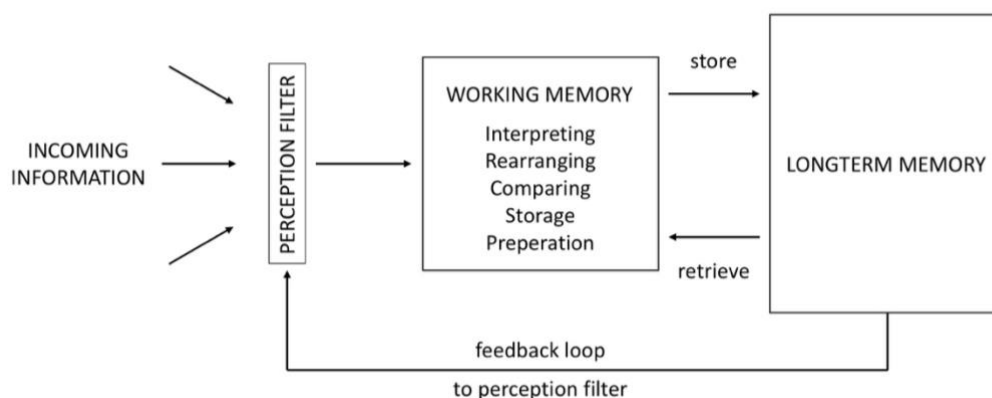 INCOMING
INFORMATION
PERCEPTION FILTER
WORKING MEMORY
Interpreting
Rearranging
Comparing
Storage
Preperation
store
retrieve
LONGTERM MEMORY
feedback loop
to perception filter